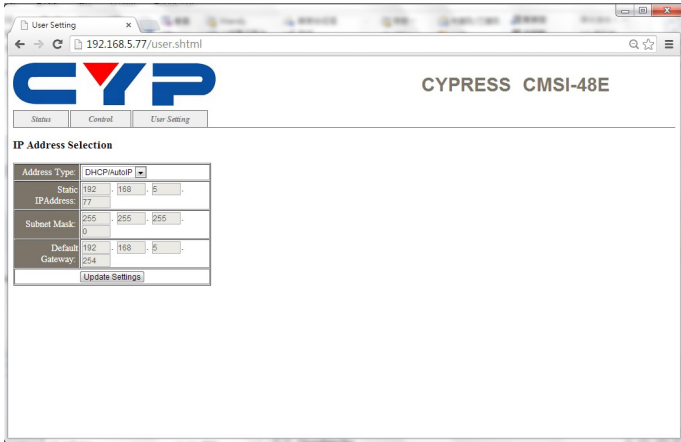 User Setting
192.168.5.77/user.shtml
CYP
CYPRESS CMSI-48E
Status Control User Setting
IP Address Selection
Address Type: DHCP/AutoIP
Static 192 . 168 . 5 .
IPAddress: 77
Subnet Mask: 255 . 255 . 255 .
0
Default 192 . 168 . 5 .
Gateway: 254
Update Settings